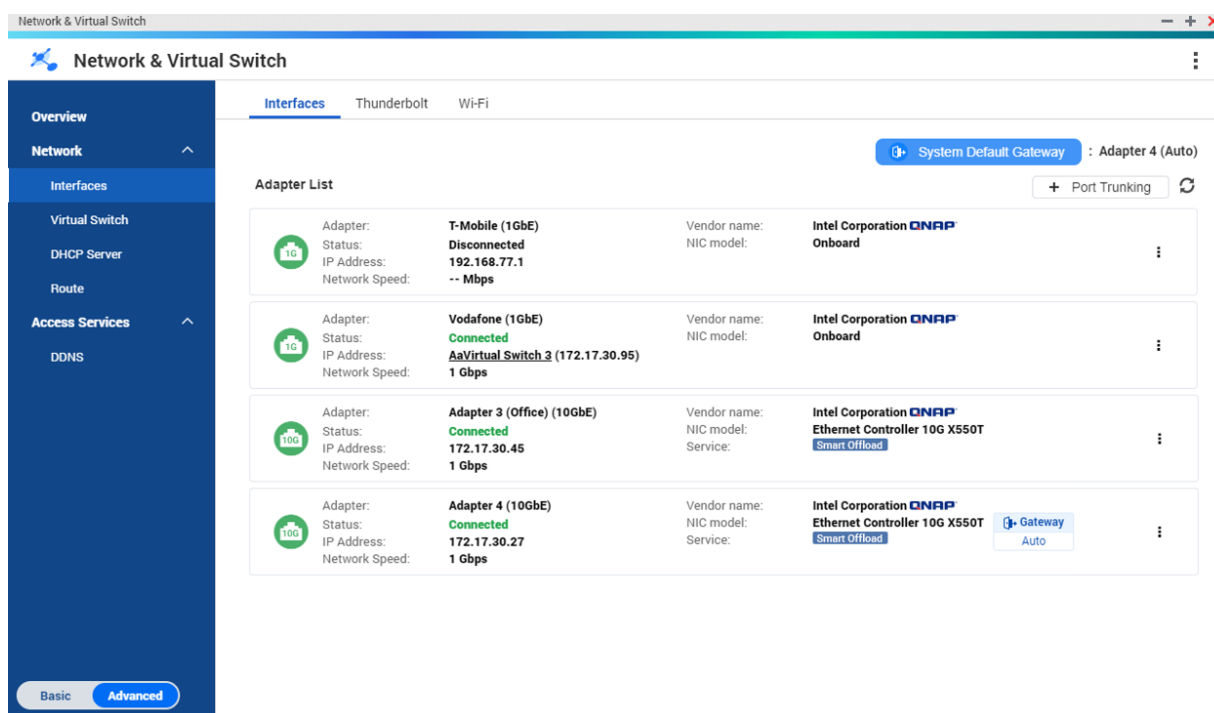 Network & Virtual Switch
Network & Virtual Switch
Overview
Network
Interfaces
Virtual Switch
DHCP Server
Route
Access Services
DDNS
Basic
Advanced
Interfaces Thunderbolt Wi-Fi
System Default Gateway : Adapter 4 (Auto)
Adapter List
+ Port Trunking
1G
Adapter: T-Mobile (1GbE) Vendor name: Intel Corporation QNAP
Status: Disconnected NIC model: Onboard
IP Address: 192.168.77.1
Network Speed: -- Mbps
1G
Adapter: Vodafone (1GbE) Vendor name: Intel Corporation QNAP
Status: Connected NIC model: Onboard
IP Address: AaVirtual Switch 3 (172.17.30.95)
Network Speed: 1 Gbps
10G
Adapter: Adapter 3 (Office) (10GbE) Vendor name: Intel Corporation QNAP
Status: Connected NIC model: Ethernet Controller 10G X550T
IP Address: 172.17.30.45 Service: Smart Offload
Network Speed: 1 Gbps
10G
Adapter: Adapter 4 (10GbE) Vendor name: Intel Corporation QNAP
Status: Connected NIC model: Ethernet Controller 10G X550T Gateway
IP Address: 172.17.30.27 Service: Smart Offload Auto
Network Speed: 1 Gbps